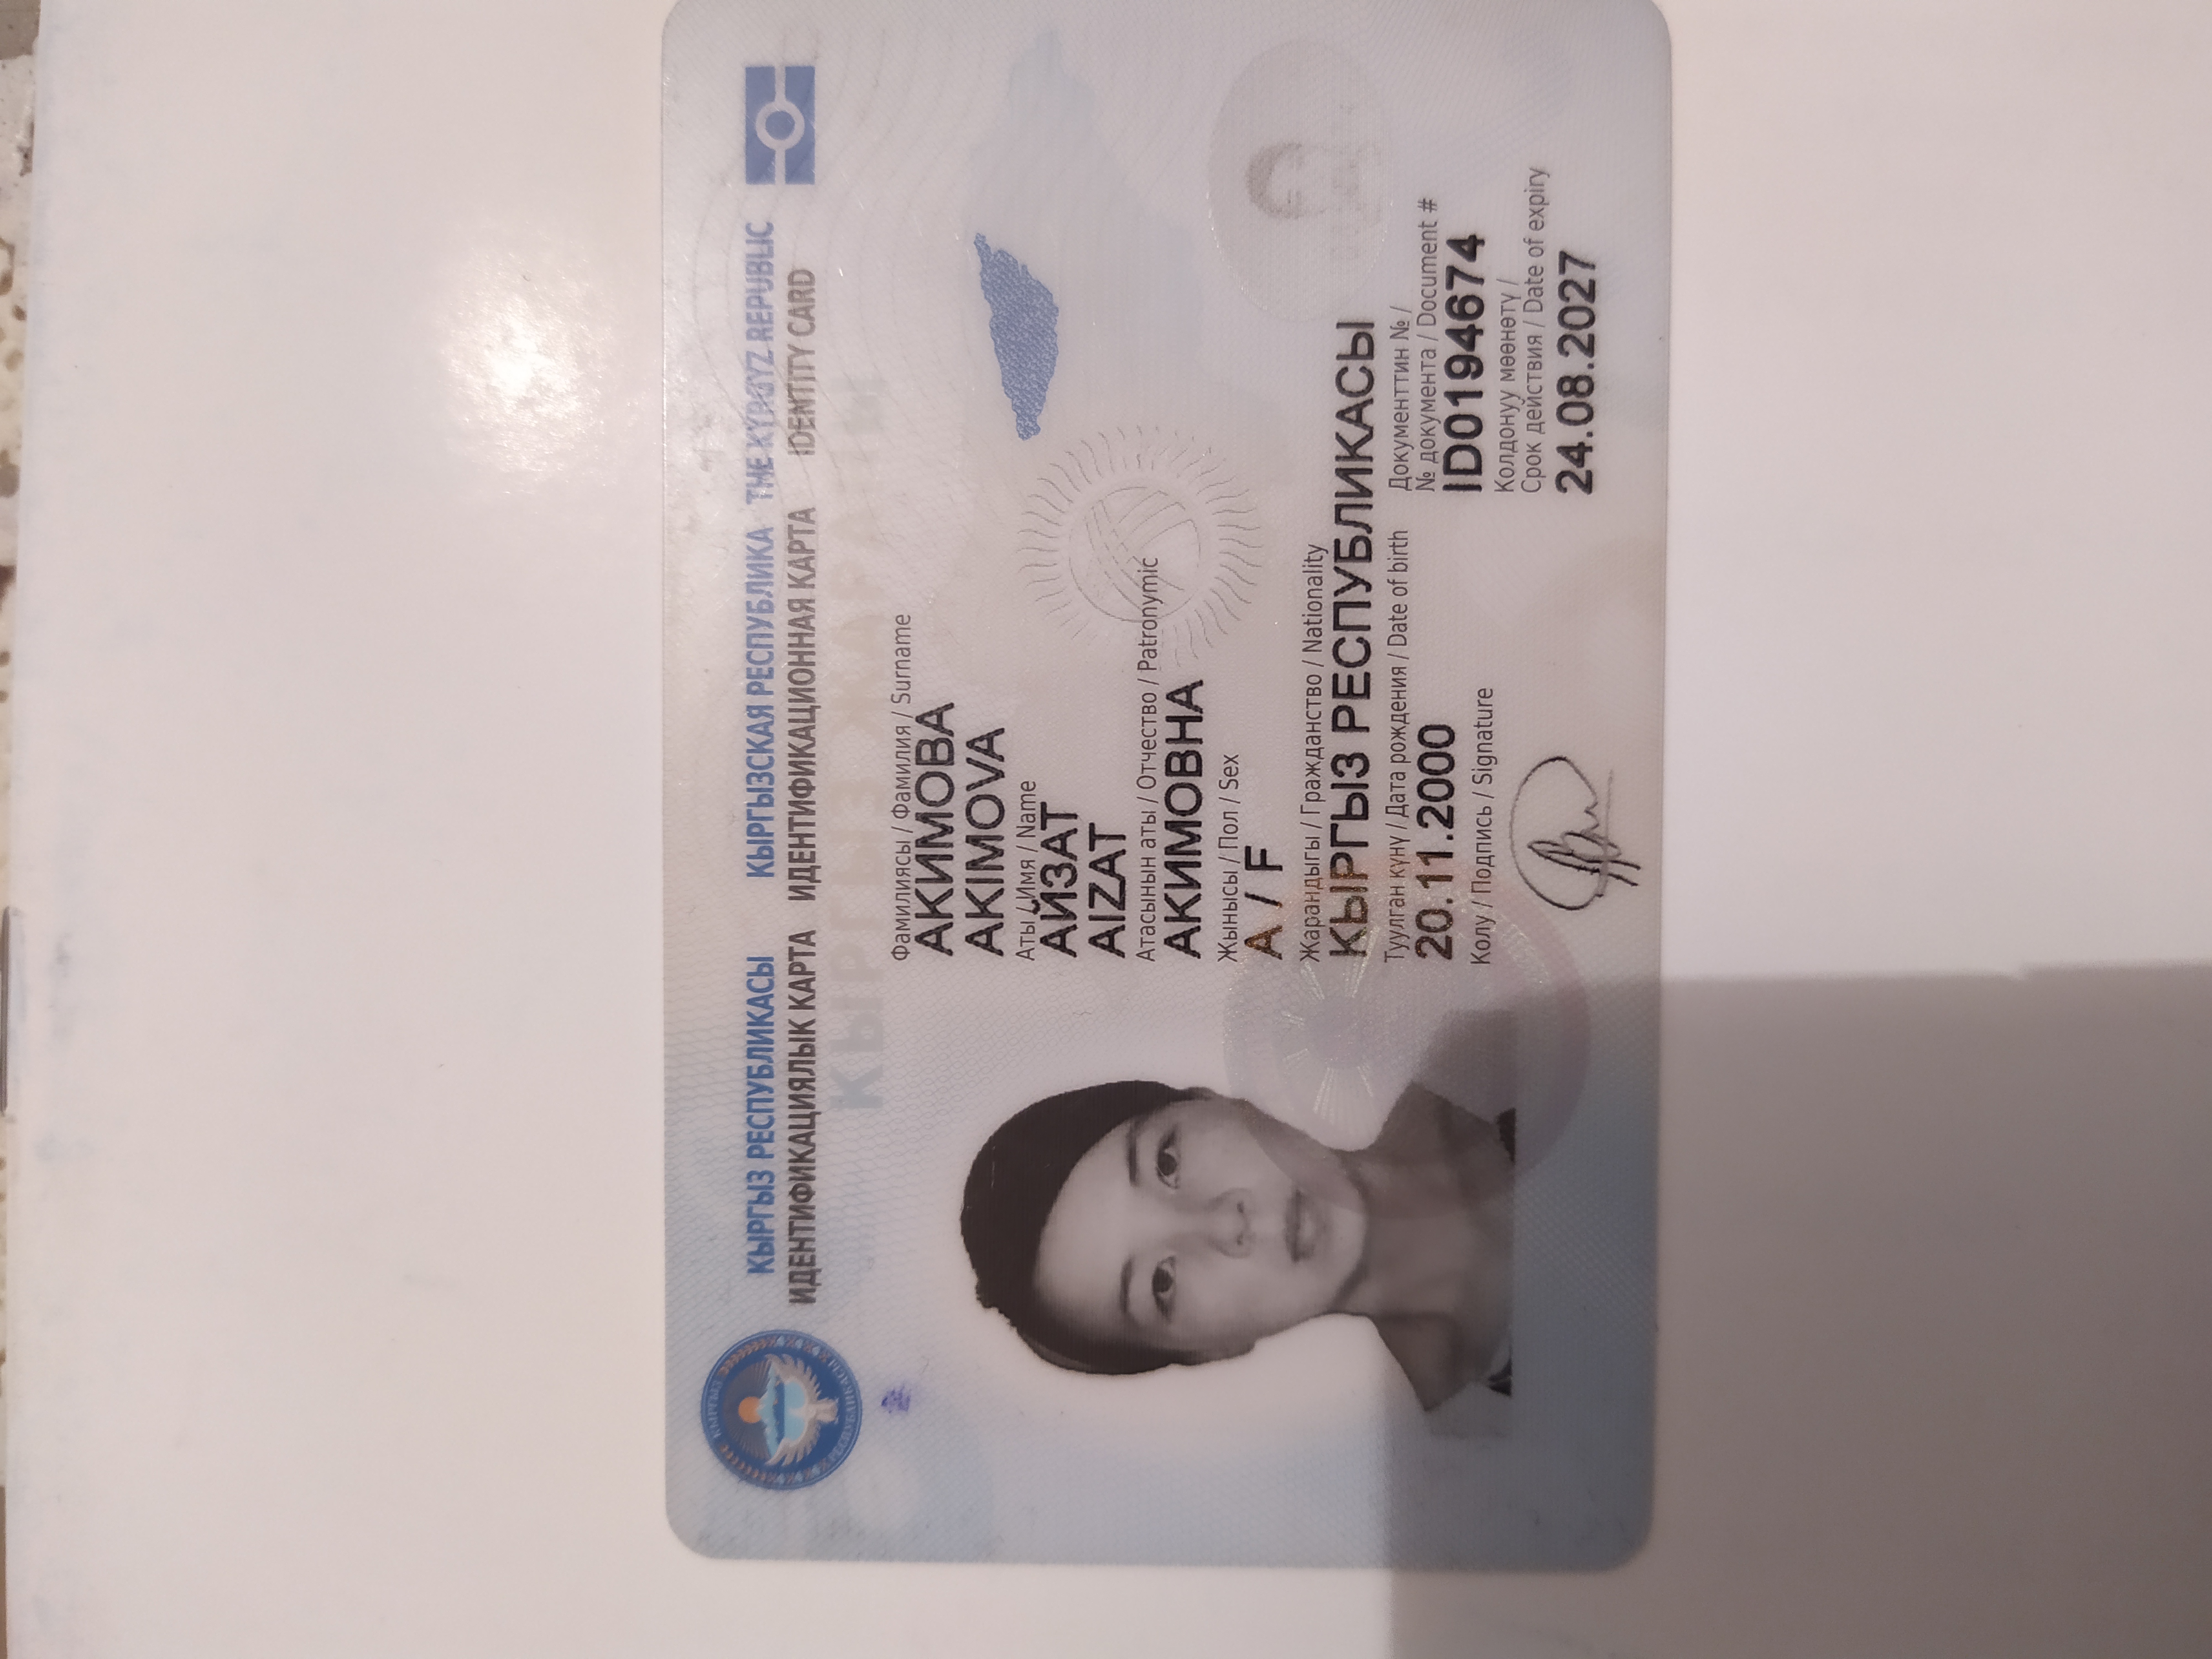 КЫРГЫЗ РЕСПУБЛИКАСЫ КЫРГЫЗСКАЯ РЕСПУБЛИКА THE KYRGYZ REPUBLIC
ИДЕНТИФИКАЦИЯЛЫК КАРТА ИДЕНТИФИКАЦИОННАЯ КАРТА IDENTITY CARD
КЫРГЫЗ РЕСПУБЛИКАСЫ
КЫРГЫЗ ЖАРАНЫ
Фамилиясы / Фамилия / Surname
АКИМОВА
AKIMOVA
Аты / Имя / Name
АЙЗАТ
AIZAT
Атасынын аты / Отчество / Patronymic
АКИМОВНА
Жынысы / Пол / Sex
А / F
Жарандыгы / Гражданство / Nationality
КЫРГЫЗ РЕСПУБЛИКАСЫ
Туулган күнү / Дата рождения / Date of birth
20.11.2000
Документтин № /
№ документа / Document #
ID0194674
Колу / Подпись / Signature
Колдонуу мөөнөтү /
Срок действия / Date of expiry
24.08.2027